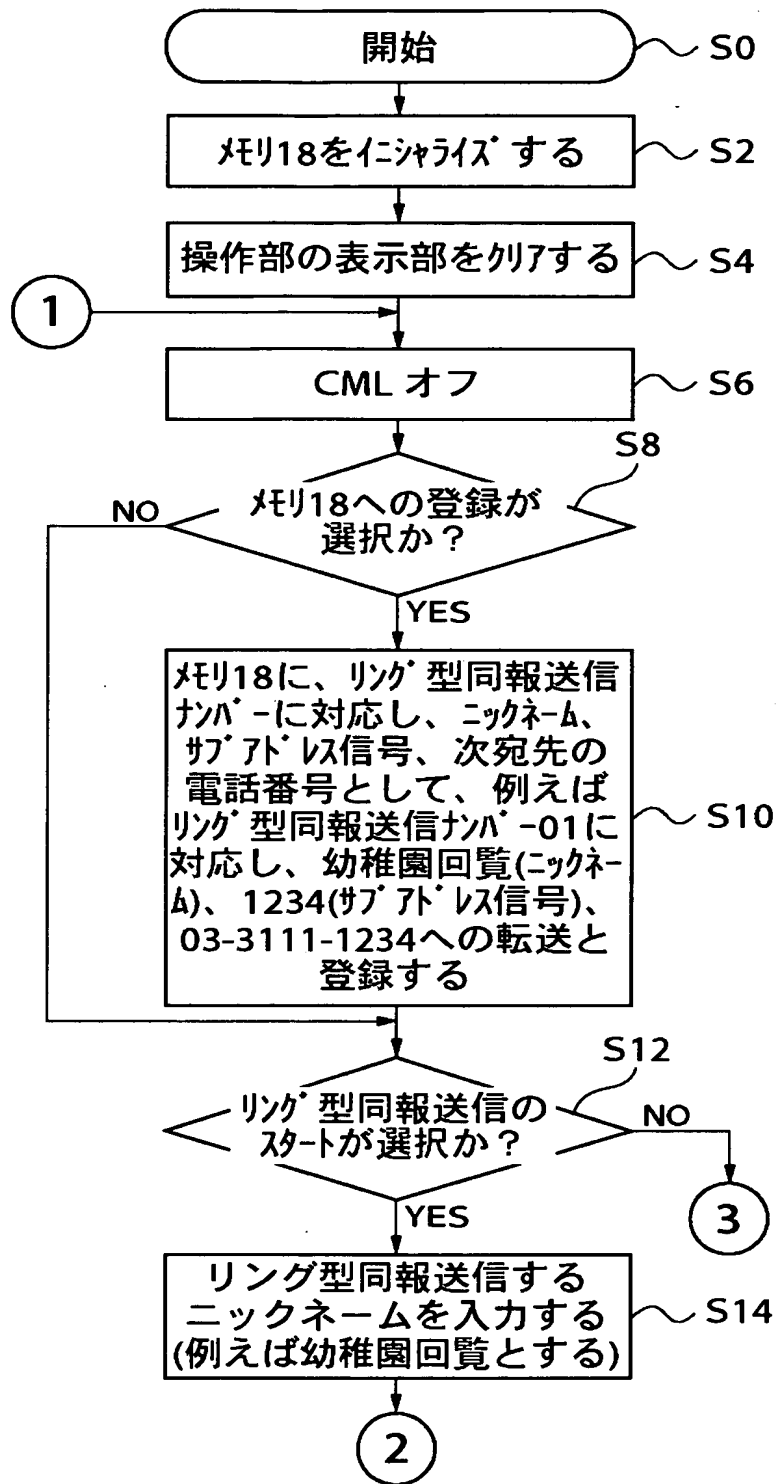 開始
S0
メモリ18をイニシャライズする
S2
操作部の表示部をクリアする
S4
1
CML オフ
S6
S8
メモリ18への登録が
選択か？
NO
YES
メモリ18に、リング型同報送信
ナンバーに対応し、ニックネーム、
サブアドレス信号、次宛先の
電話番号として、例えば
リング型同報送信ナンバー01に
対応し、幼稚園回覧(ニックネー
ム)、1234(サブアドレス信号)、
03-3111-1234への転送と
登録する
S10
S12
リング型同報送信の
スタートが選択か？
NO
3
YES
リング型同報送信する
ニックネームを入力する
(例えば幼稚園回覧とする)
S14
2